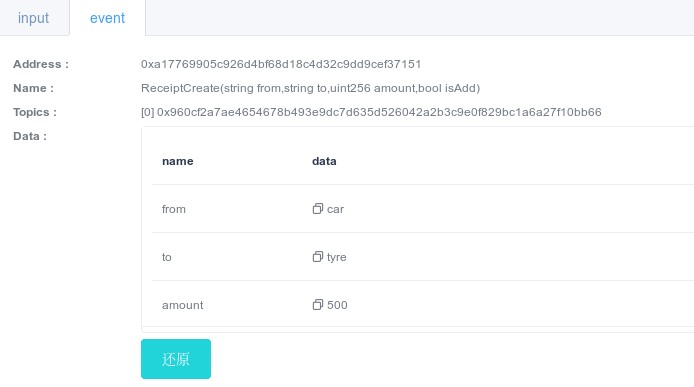 input event
Address : 0xa17769905c926d4bf68d18c4d32c9dd9cef37151
Name : ReceiptCreate(string from,string to,uint256 amount,bool isAdd)
Topics : [0] 0x960cf2a7ae4654678b493e9dc7d635d526042a2b3c9e0f829bc1a6a27f10bb66
Data :
name data
from car
to tyre
amount 500
还原